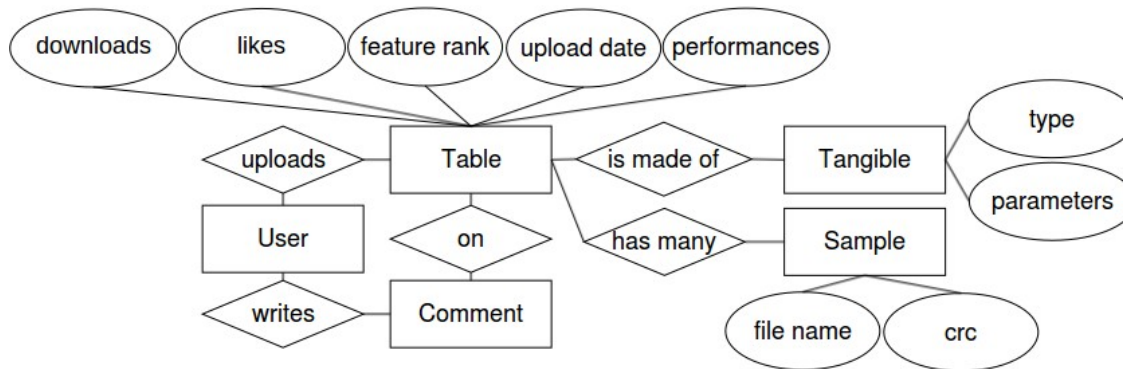 downloads
likes
feature rank
upload date
performances
type
uploads
Table
is made of
Tangible
parameters
User
on
has many
Sample
writes
Comment
file name
crc